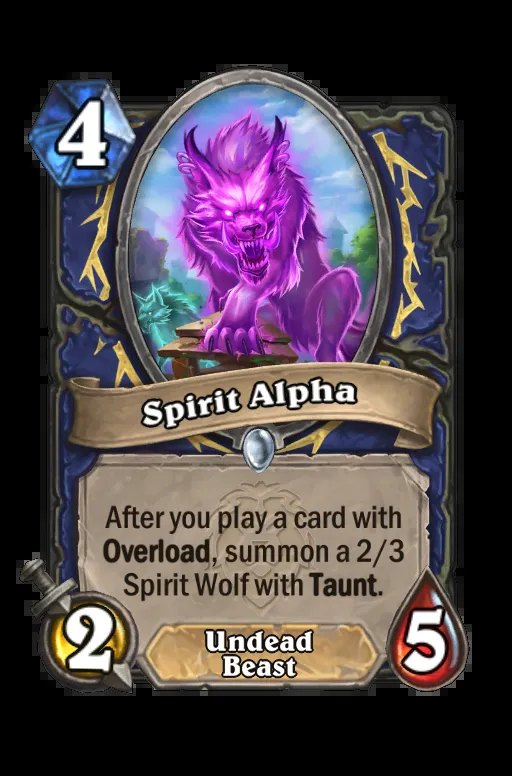 4
Spirit Alpha
After you play a card with
Overload, summon a 2/3
Spirit Wolf with Taunt.
2
Undead
Beast
5